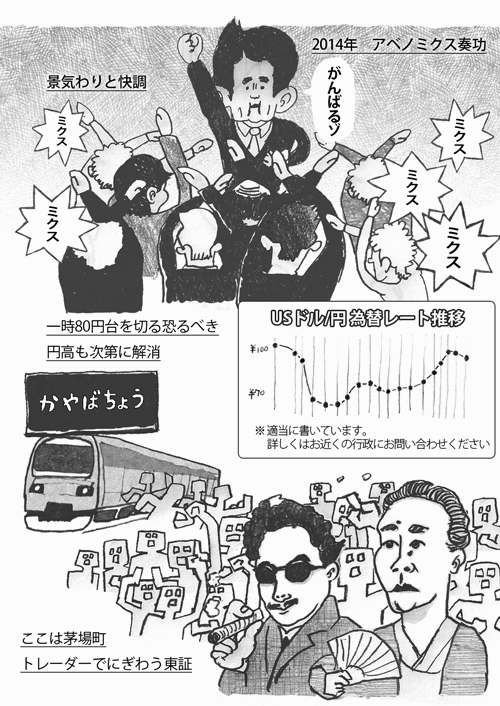 2014年　アベノミクス奏功
景気わりと快調
がんばるゾ
ミクス
ミクス
ミクス
ミクス
ミクス
一時80円台を切る恐るべき
円高も次第に解消
USドル/円 為替レート推移
¥100
¥70
※ 適当に書いています。
詳しくはお近くの行政にお問い合わせください
かやばちょう
ここは茅場町
トレーダーでにぎわう東証